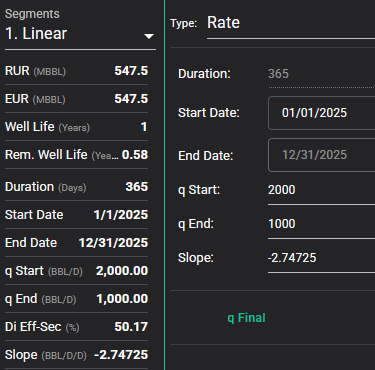 Segments
1. Linear
RUR (MBBL) 547.5
EUR (MBBL) 547.5
Well Life (Years) 1
Rem. Well Life (Yea... 0.58
Duration (Days) 365
Start Date 1/1/2025
End Date 12/31/2025
q Start (BBL/D) 2,000.00
q End (BBL/D) 1,000.00
Di Eff-Sec (%) 50.17
Slope (BBL/D/D) -2.74725
Type: Rate
Duration: 365
Start Date: 01/01/2025
End Date: 12/31/2025
q Start: 2000
q End: 1000
Slope: -2.74725
q Final